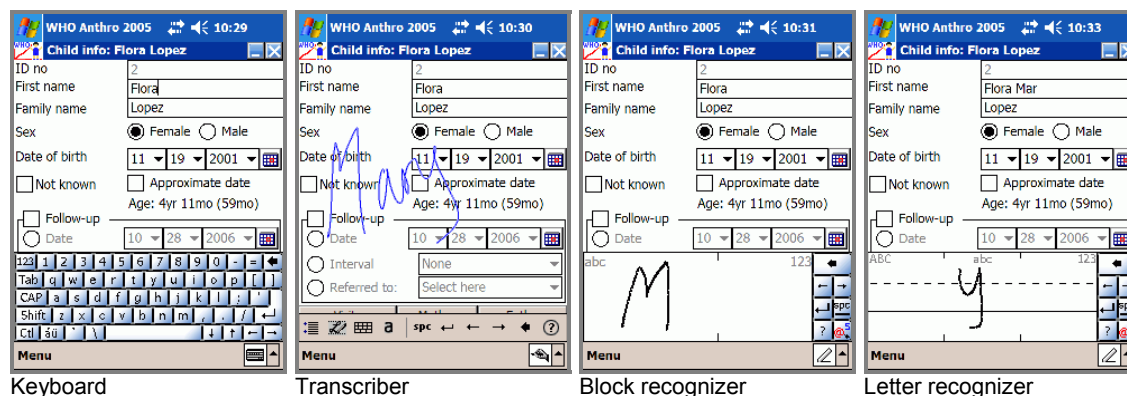 WHO Anthro 2005 10:29
Child info: Flora Lopez
ID no 2
First name Flora
Family name Lopez
Sex Female Male
Date of birth 11 19 2001
Not known Approximate date
Age: 4yr 11mo (59mo)
Follow-up
Date 10 28 2006
123 1 2 3 4 5 6 7 8 9 0 - =
Tab q w e r t y u i o p [ ]
CAP a s d f g h j k l ; '
Shift z x c v b n m , . /
Ctl áü ` \
Menu
Keyboard
WHO Anthro 2005 10:30
Child info: Flora Lopez
ID no 2
First name Flora
Family name Lopez
Sex Female Male
Date of birth 11 19 2001
Not known Approximate date
Age: 4yr 11mo (59mo)
Mary
Follow-up
Date 10 28 2006
Interval None
Referred to: Select here
a spc ?
Menu
Transcriber
WHO Anthro 2005 10:31
Child info: Flora Lopez
ID no 2
First name Flora
Family name Lopez
Sex Female Male
Date of birth 11 19 2001
Not known Approximate date
Age: 4yr 11mo (59mo)
Follow-up
Date 10 28 2006
abc 123
M
spc
? @
Menu
Block recognizer
WHO Anthro 2005 10:33
Child info: Flora Lopez
ID no 2
First name Flora Mar
Family name Lopez
Sex Female Male
Date of birth 11 19 2001
Not known Approximate date
Age: 4yr 11mo (59mo)
Follow-up
Date 10 28 2006
ABC abc 123
y
?
Menu
Letter recognizer